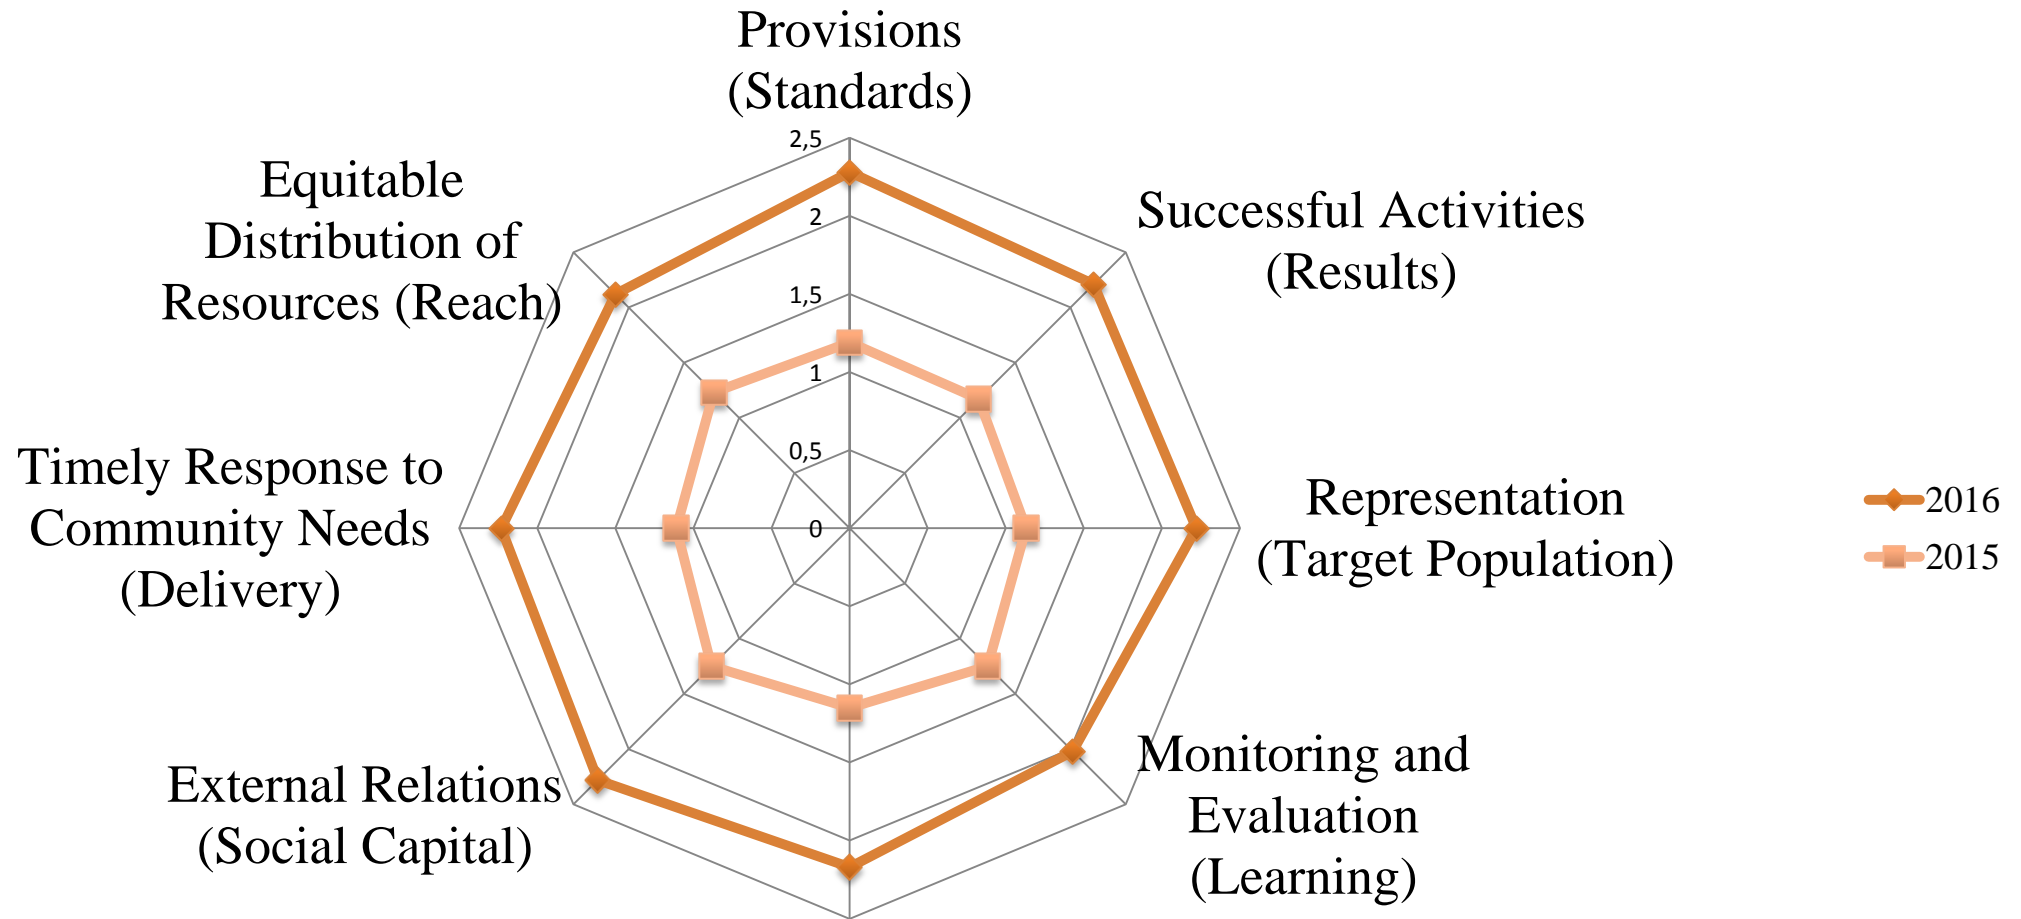 Provisions
(Standards)
Successful Activities
(Results)
Representation
(Target Population)
Monitoring and
Evaluation
(Learning)
External Relations
(Social Capital)
Timely Response to
Community Needs
(Delivery)
Equitable
Distribution of
Resources (Reach)
2,5
2
1,5
1
0,5
0
2016
2015